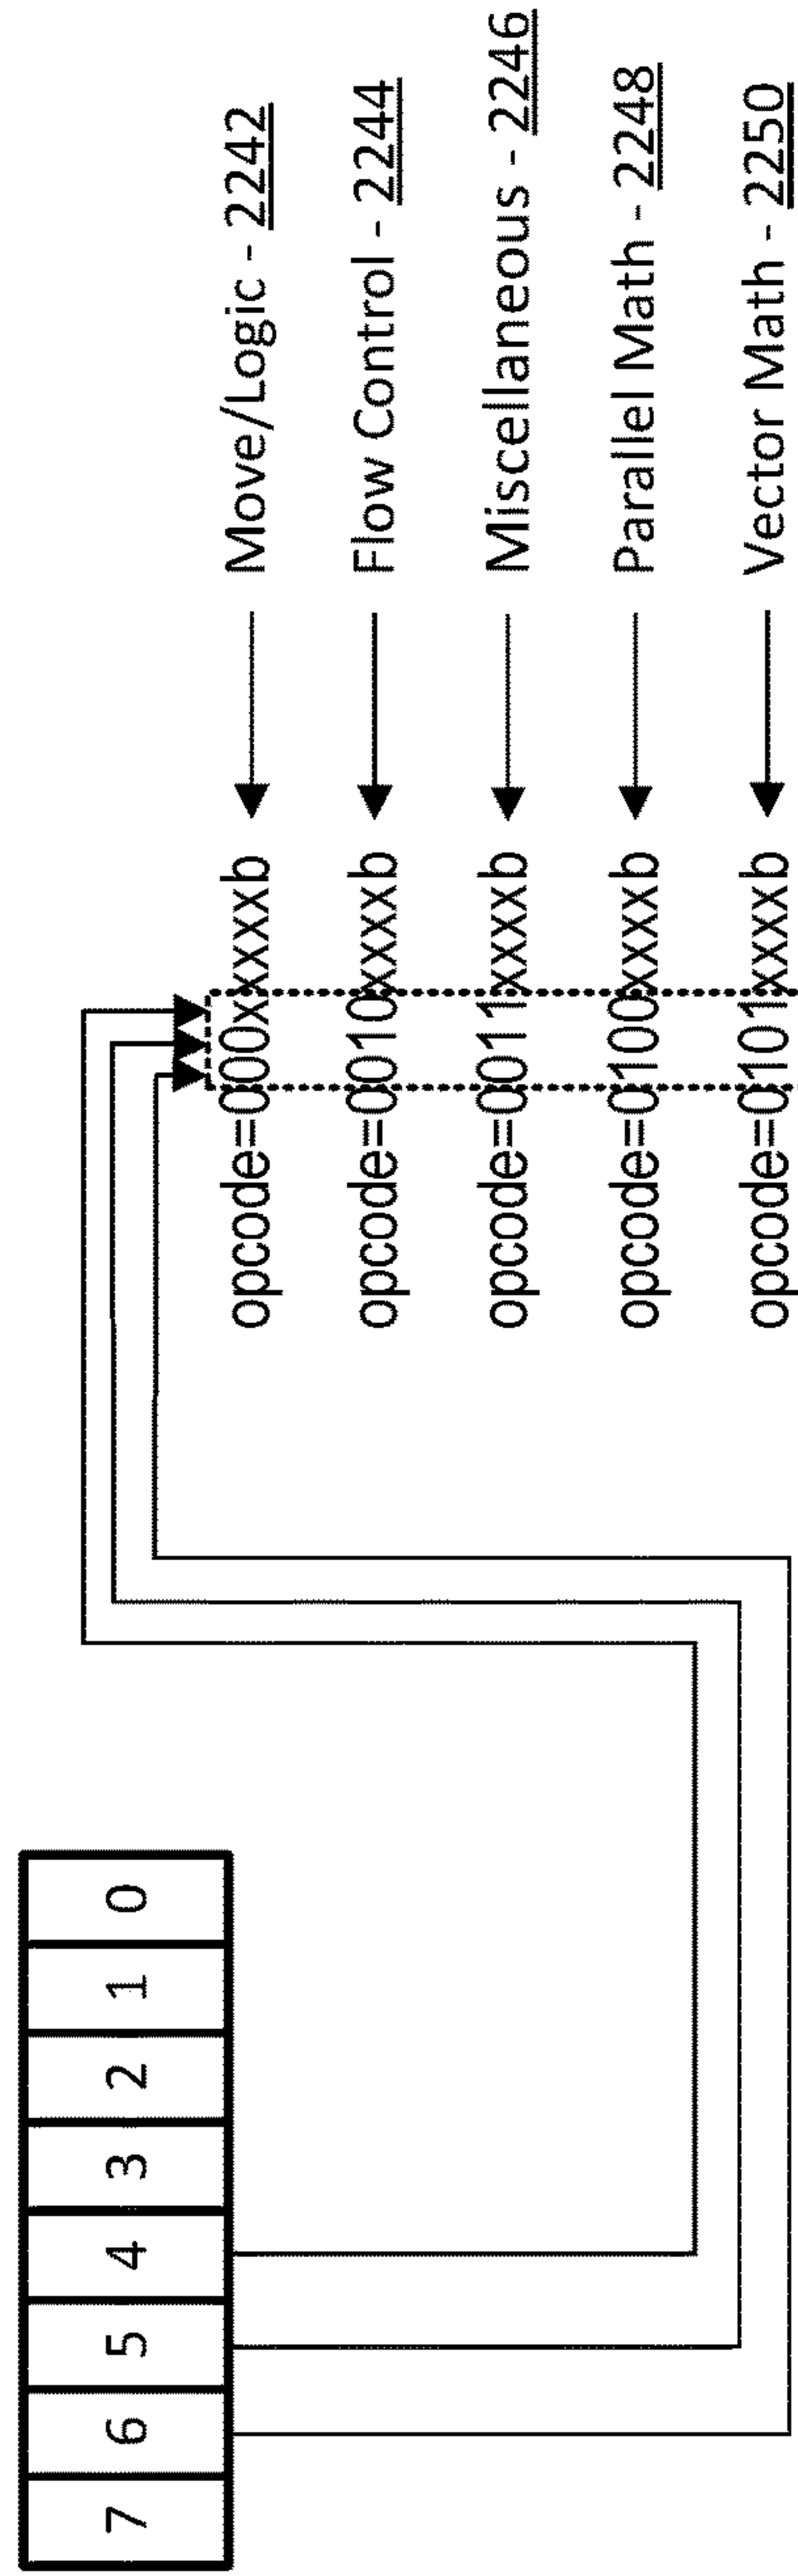 7 6 5 4 3 2 1 0
opcode=000xxxxxb Move/Logic - 2242
opcode=0010xxxxb Flow Control - 2244
opcode=0011xxxxb Miscellaneous - 2246
opcode=0100xxxxb Parallel Math - 2248
opcode=0101xxxxb Vector Math - 2250